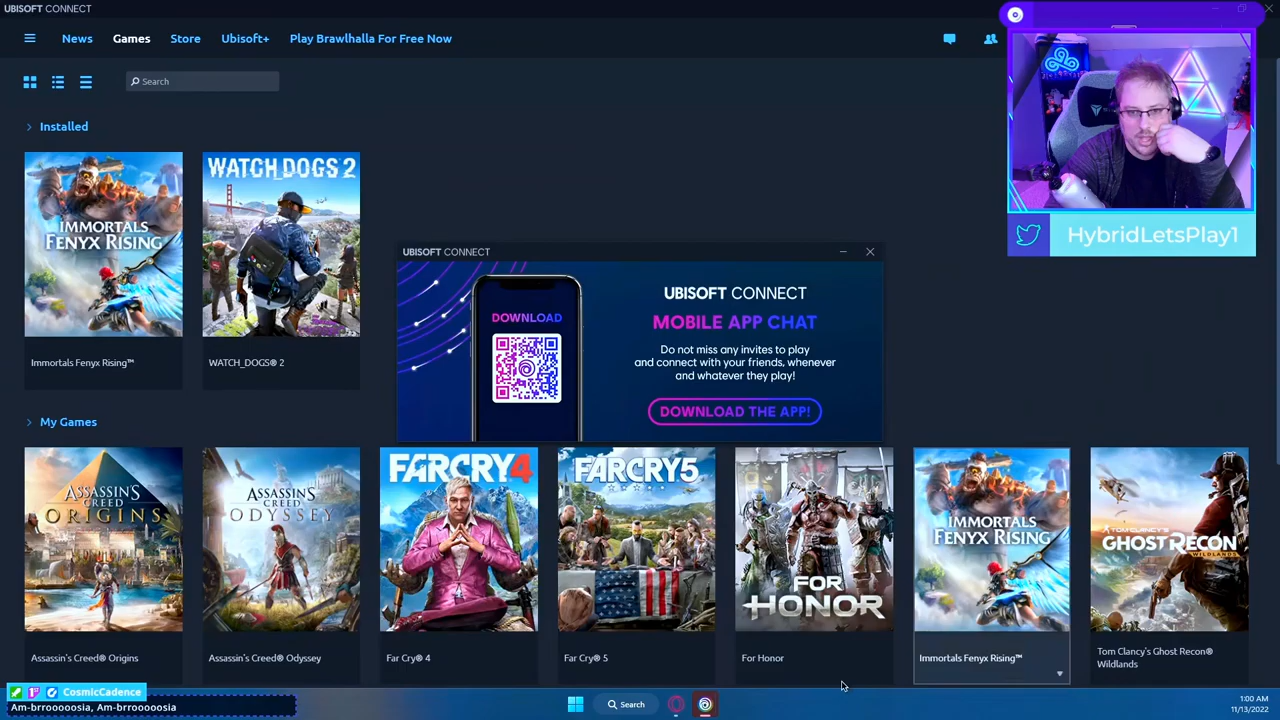 UBISOFT CONNECT
News Games Store Ubisoft+ Play Brawlhalla For Free Now
Search
Installed
IMMORTALS
FENYX RISING
WATCH DOGS 2
Immortals Fenyx Rising™
WATCH_DOGS® 2
UBISOFT CONNECT
DOWNLOAD
UBISOFT CONNECT
MOBILE APP CHAT
Do not miss any invites to play
and connect with your friends, whenever
and whatever they play!
DOWNLOAD THE APP!
HybridLetsPlay1
My Games
ASSASSIN'S
CREED
ORIGINS
ASSASSIN'S
CREED
ODYSSEY
FARCRY 4
FARCRY 5
FOR
HONOR
IMMORTALS
FENYX RISING
TOM CLANCY'S
GHOST RECON
WILDLANDS
Assassin's Creed® Origins
Assassin's Creed® Odyssey
Far Cry® 4
Far Cry® 5
For Honor
Immortals Fenyx Rising™
Tom Clancy's Ghost Recon®
Wildlands
CosmicCadence
Am-brrooooosia, Am-brrooooosia
Search
1:00 AM
11/13/2022